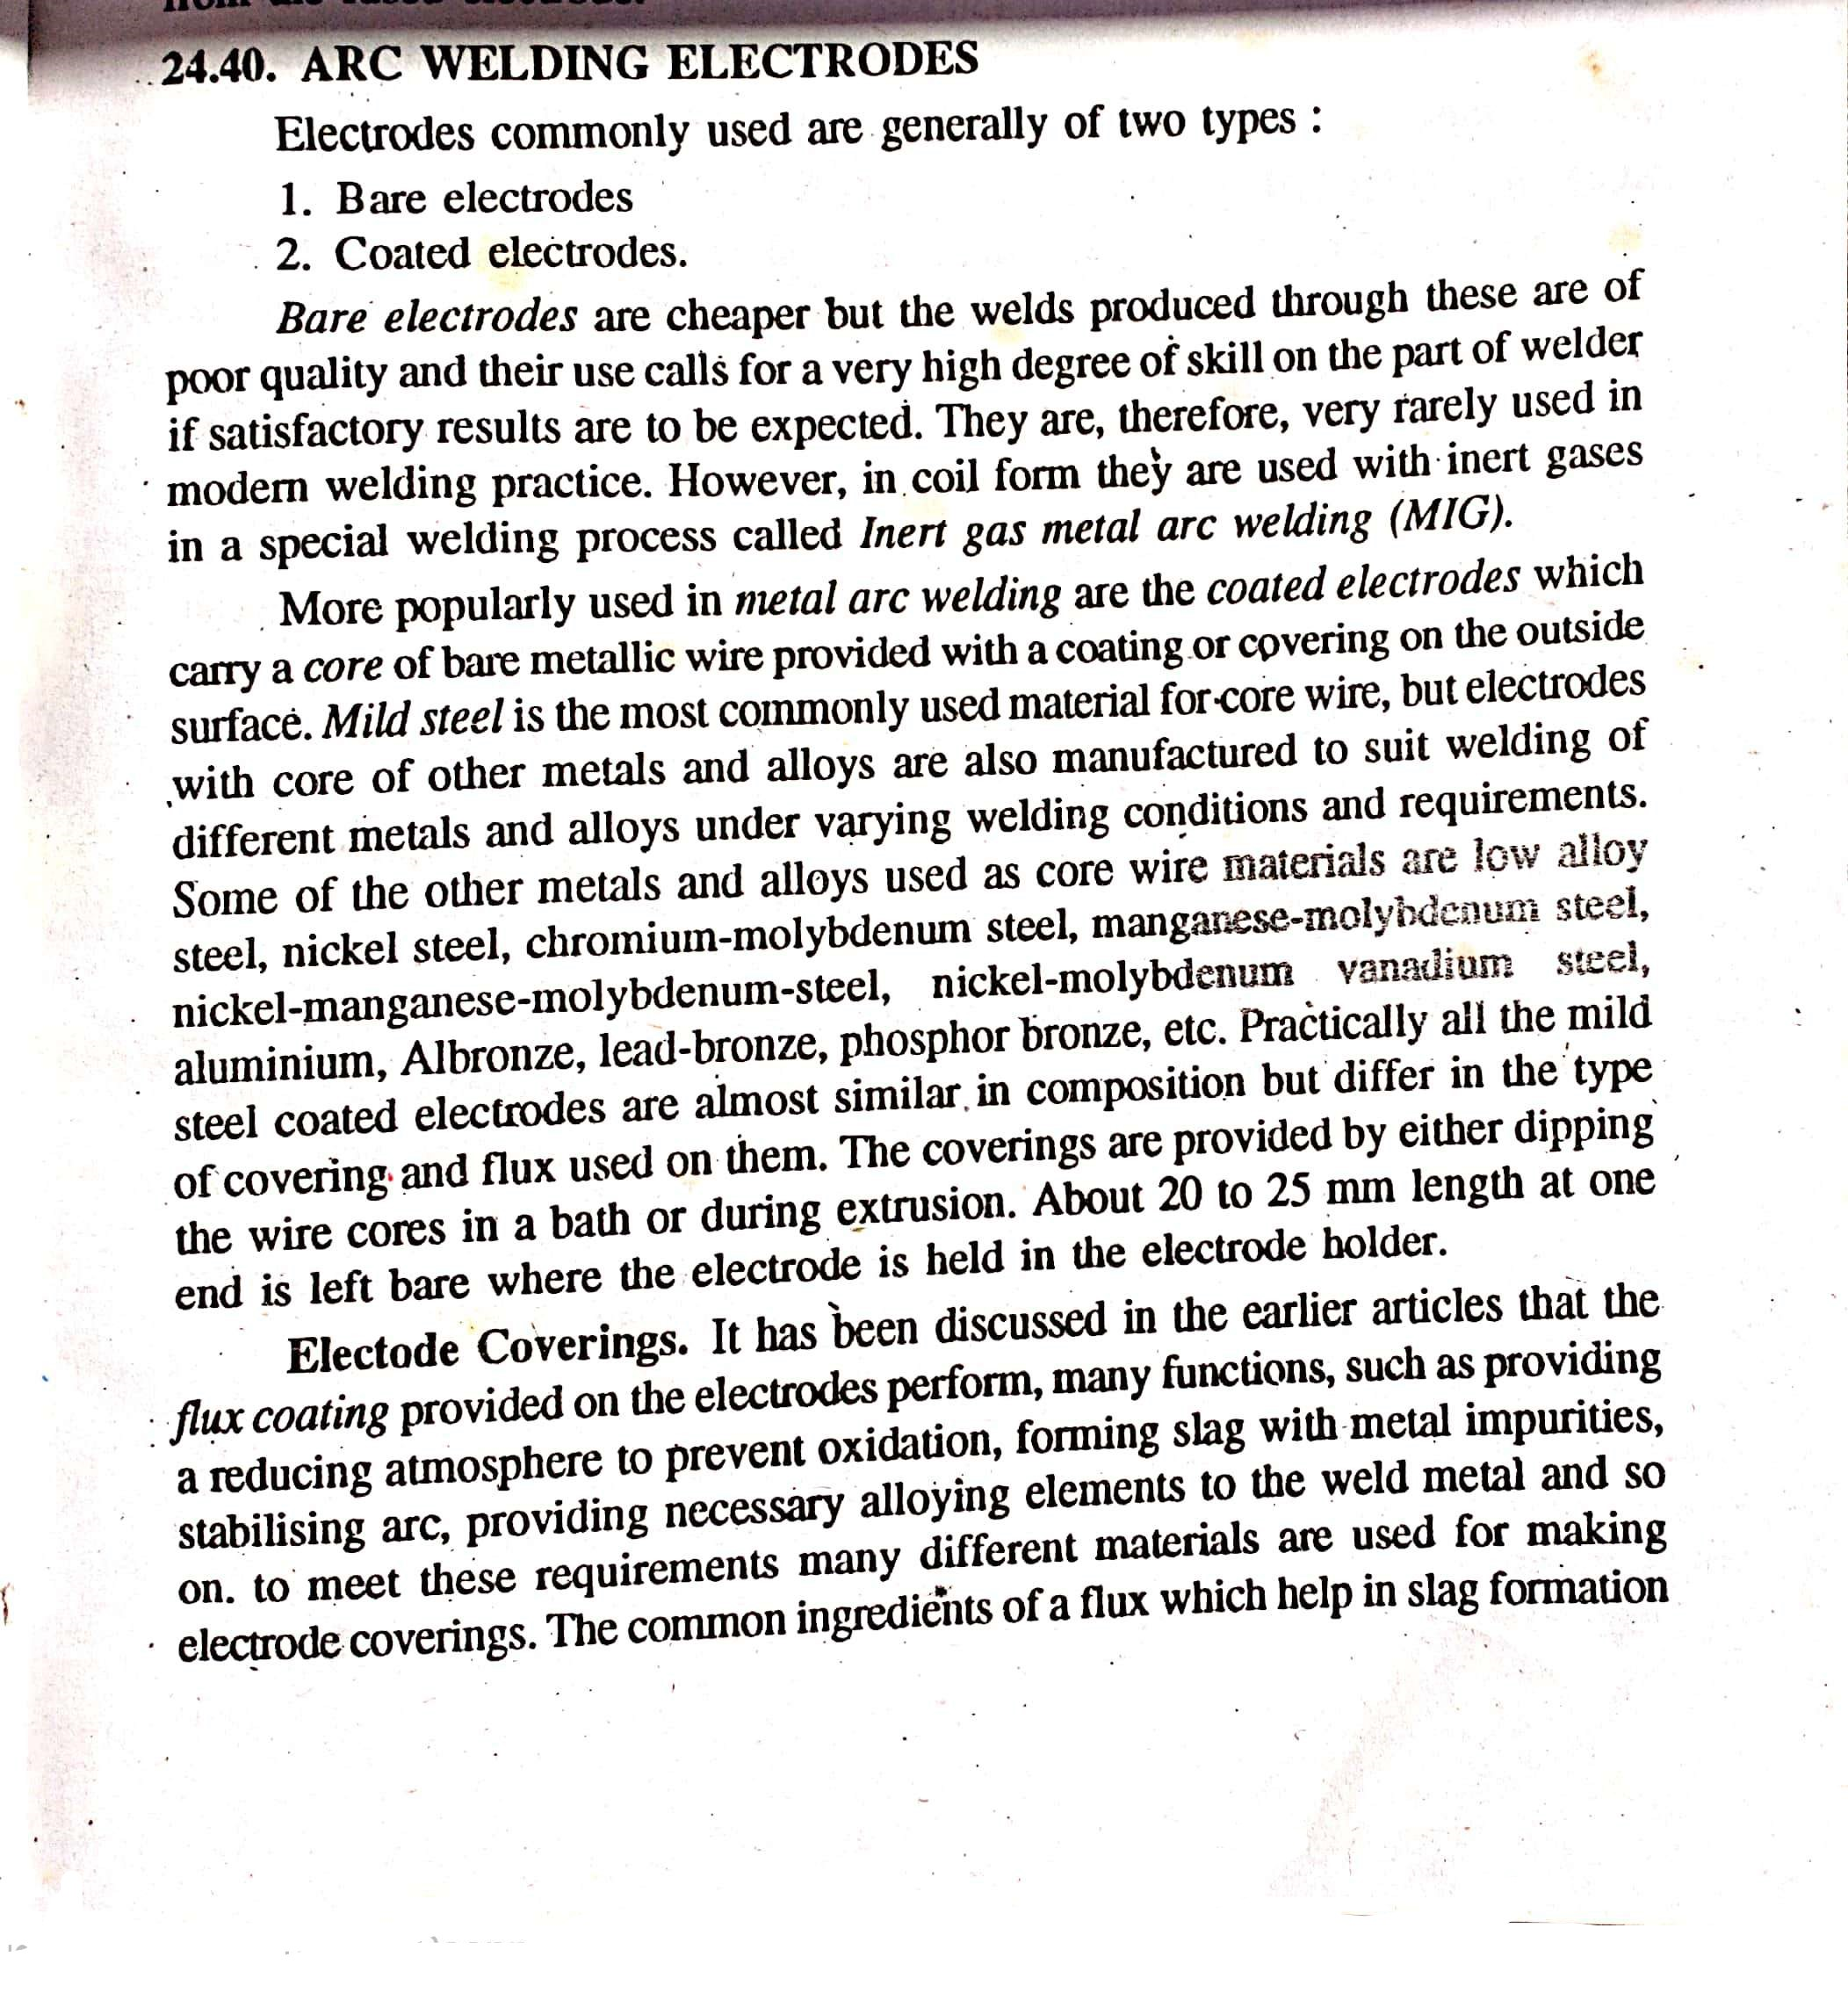 24.40. ARC WELDING ELECTRODES
Electrodes commonly used are generally of two types :
1. Bare electrodes
2. Coated electrodes.
Bare electrodes are cheaper but the welds produced through these are of
poor quality and their use calls for a very high degree of skill on the part of welder
if satisfactory results are to be expected. They are, therefore, very rarely used in
modern welding practice. However, in coil form they are used with inert gases
in a special welding process called Inert gas metal arc welding (MIG).
More popularly used in metal arc welding are the coated electrodes which
carry a core of bare metallic wire provided with a coating or covering on the outside
surface. Mild steel is the most commonly used material for core wire, but electrodes
with core of other metals and alloys are also manufactured to suit welding of
different metals and alloys under varying welding conditions and requirements.
Some of the other metals and alloys used as core wire materials are low alloy
steel, nickel steel, chromium-molybdenum steel, manganese-molybdenum steel,
nickel-manganese-molybdenum-steel, nickel-molybdenum vanadium steel,
aluminium, Albronze, lead-bronze, phosphor bronze, etc. Practically all the mild
steel coated electrodes are almost similar in composition but differ in the type
of covering and flux used on them. The coverings are provided by either dipping
the wire cores in a bath or during extrusion. About 20 to 25 mm length at one
end is left bare where the electrode is held in the electrode holder.
Electode Coverings. It has been discussed in the earlier articles that the
flux coating provided on the electrodes perform, many functions, such as providing
a reducing atmosphere to prevent oxidation, forming slag with metal impurities,
stabilising arc, providing necessary alloying elements to the weld metal and so
on. to meet these requirements many different materials are used for making
electrode coverings. The common ingredients of a flux which help in slag formation